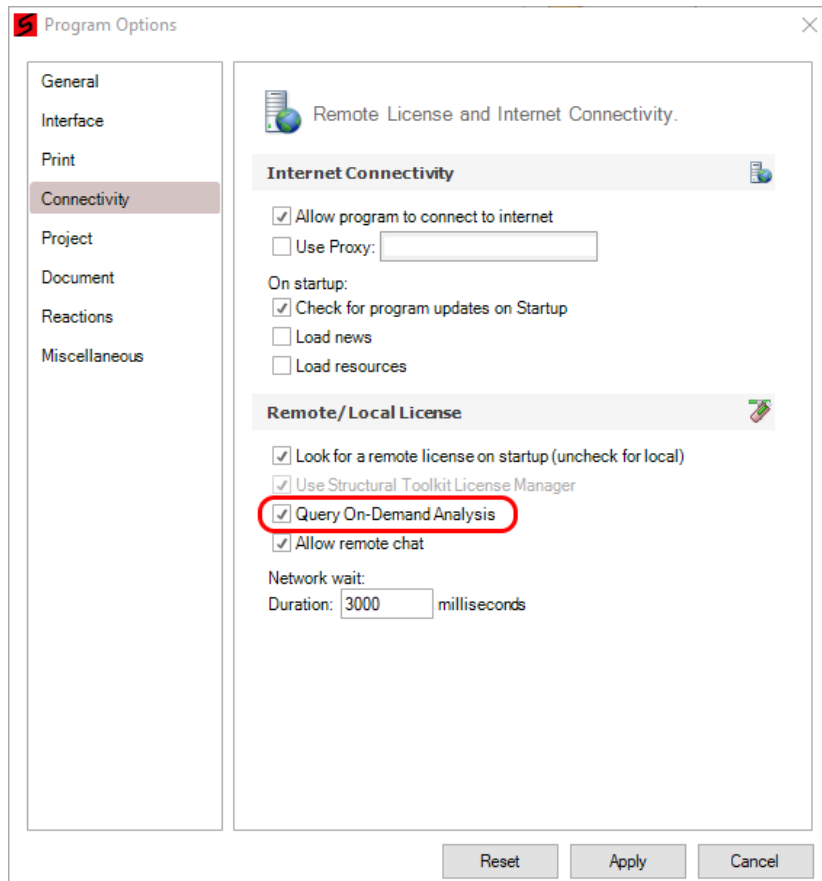 Program Options
General
Interface
Print
Connectivity
Project
Document
Reactions
Miscellaneous
Remote License and Internet Connectivity.
Internet Connectivity
Allow program to connect to internet
Use Proxy:
On startup:
Check for program updates on Startup
Load news
Load resources
Remote/Local License
Look for a remote license on startup (uncheck for local)
Use Structural Toolkit License Manager
Query On-Demand Analysis
Allow remote chat
Network wait:
Duration: 3000 milliseconds
Reset Apply Cancel